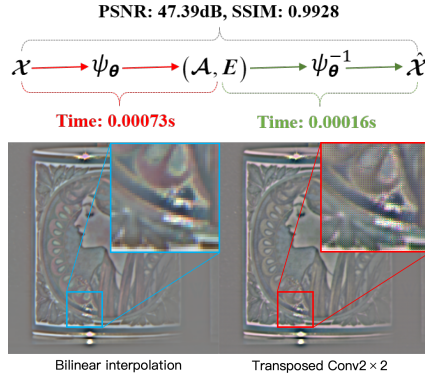 PSNR: 47.39dB, SSIM: 0.9928
𝒳 ψ_θ (𝓐, E) ψ_θ^{-1} 𝒳̂
Time: 0.00073s Time: 0.00016s
Bilinear interpolation Transposed Conv2×2